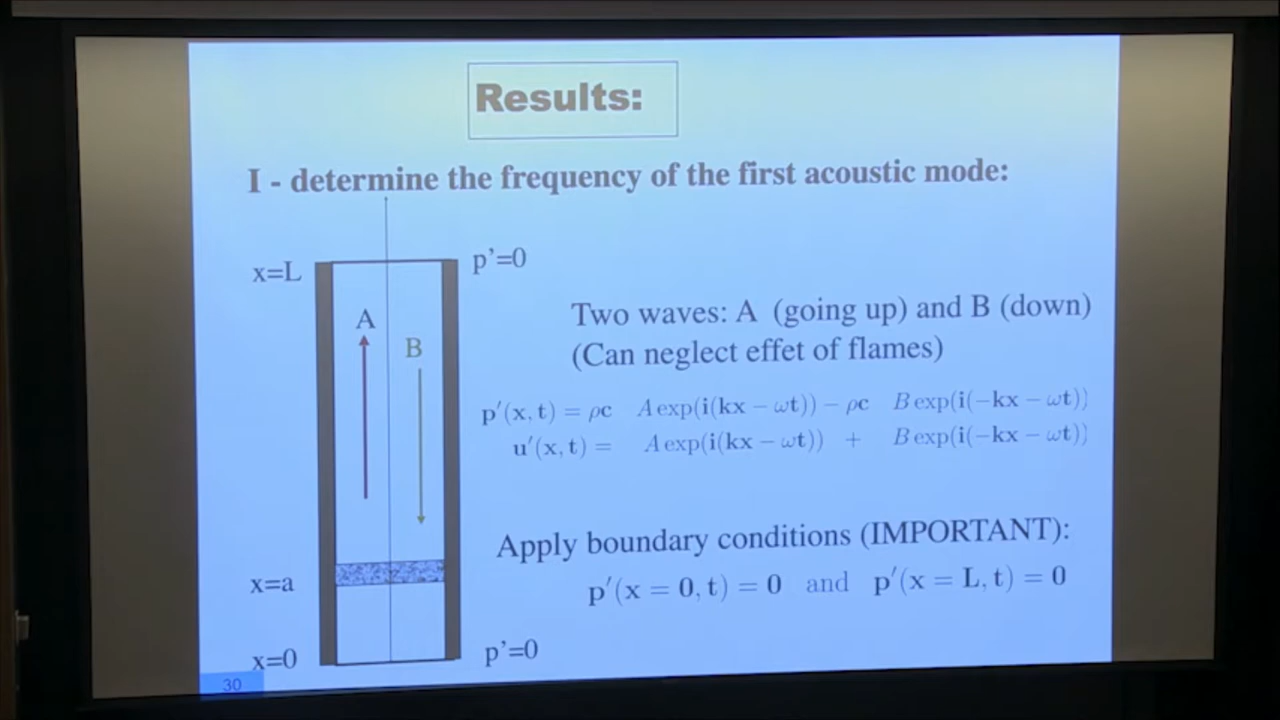 Results:
I - determine the frequency of the first acoustic mode:
x=L
p'=0
A
B
Two waves: A (going up) and B (down)
(Can neglect effet of flames)
p′(x, t) = ρc A exp(i(kx − ωt)) − ρc B exp(i(−kx − ωt))
u′(x, t) = A exp(i(kx − ωt)) + B exp(i(−kx − ωt))
Apply boundary conditions (IMPORTANT):
x=a
p′(x = 0, t) = 0 and p′(x = L, t) = 0
x=0
p'=0
30